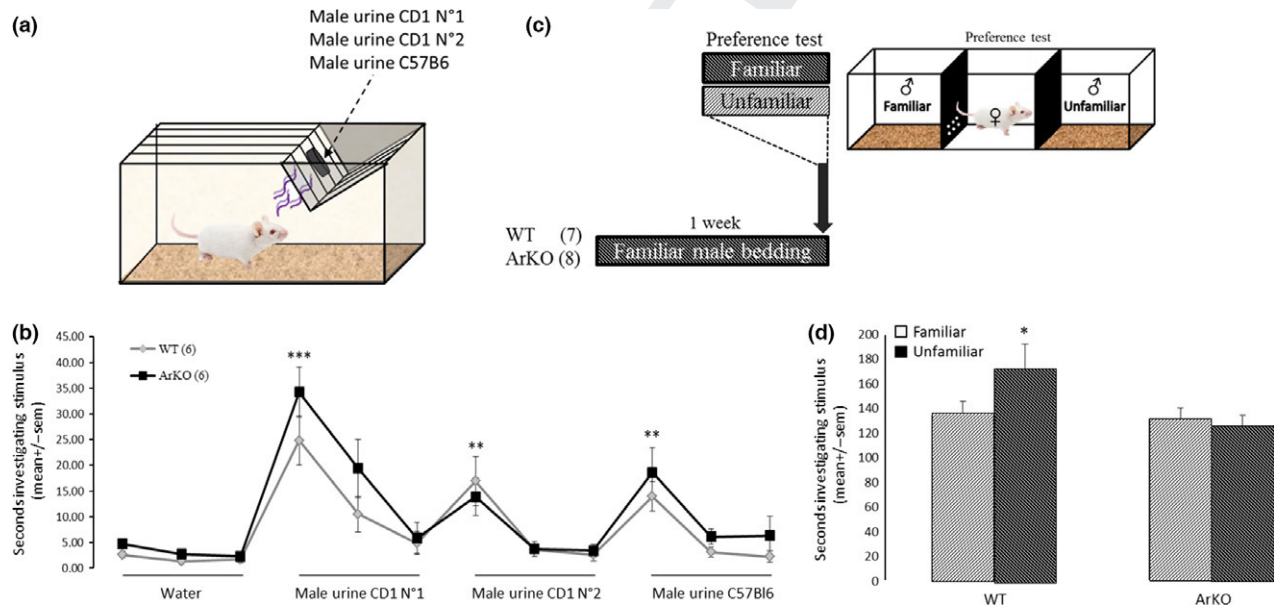 (a)
Male urine CD1 N°1
Male urine CD1 N°2
Male urine C57B6
(c)
Preference test
Familiar
Unfamiliar
Preference test
♂
Familiar
♀
♂
Unfamiliar
1 week
WT (7)
ArKO (8)
Familiar male bedding
(b)
Seconds investigating stimulus
(mean+/−sem)
45.00
40.00
35.00
30.00
25.00
20.00
15.00
10.00
5.00
0.00
WT (6)
ArKO (6)
***
**
**
Water
Male urine CD1 N°1
Male urine CD1 N°2
Male urine C57Bl6
(d)
Second investigating stimulus
(mean+/−sem)
200
180
160
140
120
100
80
60
40
20
0
Familiar
Unfamiliar
*
WT
ArKO